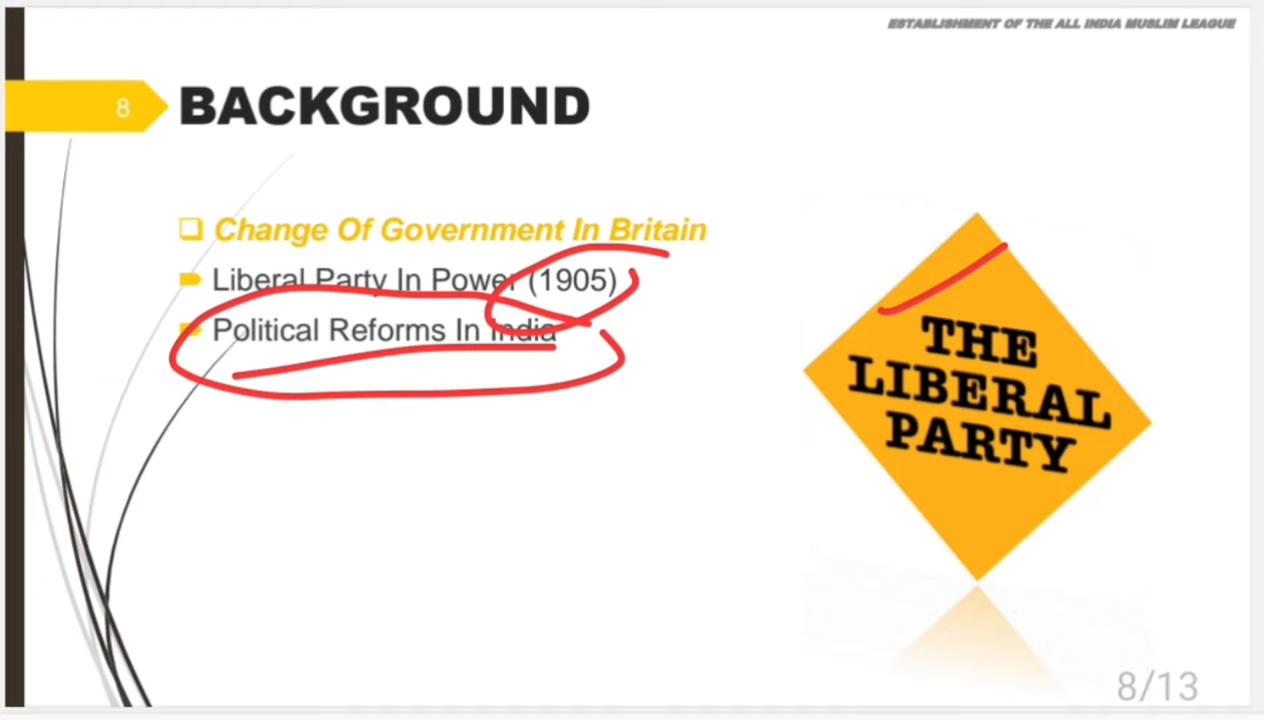 ESTABLISHMENT OF THE ALL INDIA MUSLIM LEAGUE
8
BACKGROUND
Change Of Government In Britain
Liberal Party In Power (1905)
Political Reforms In India
THE
LIBERAL
PARTY
8/13